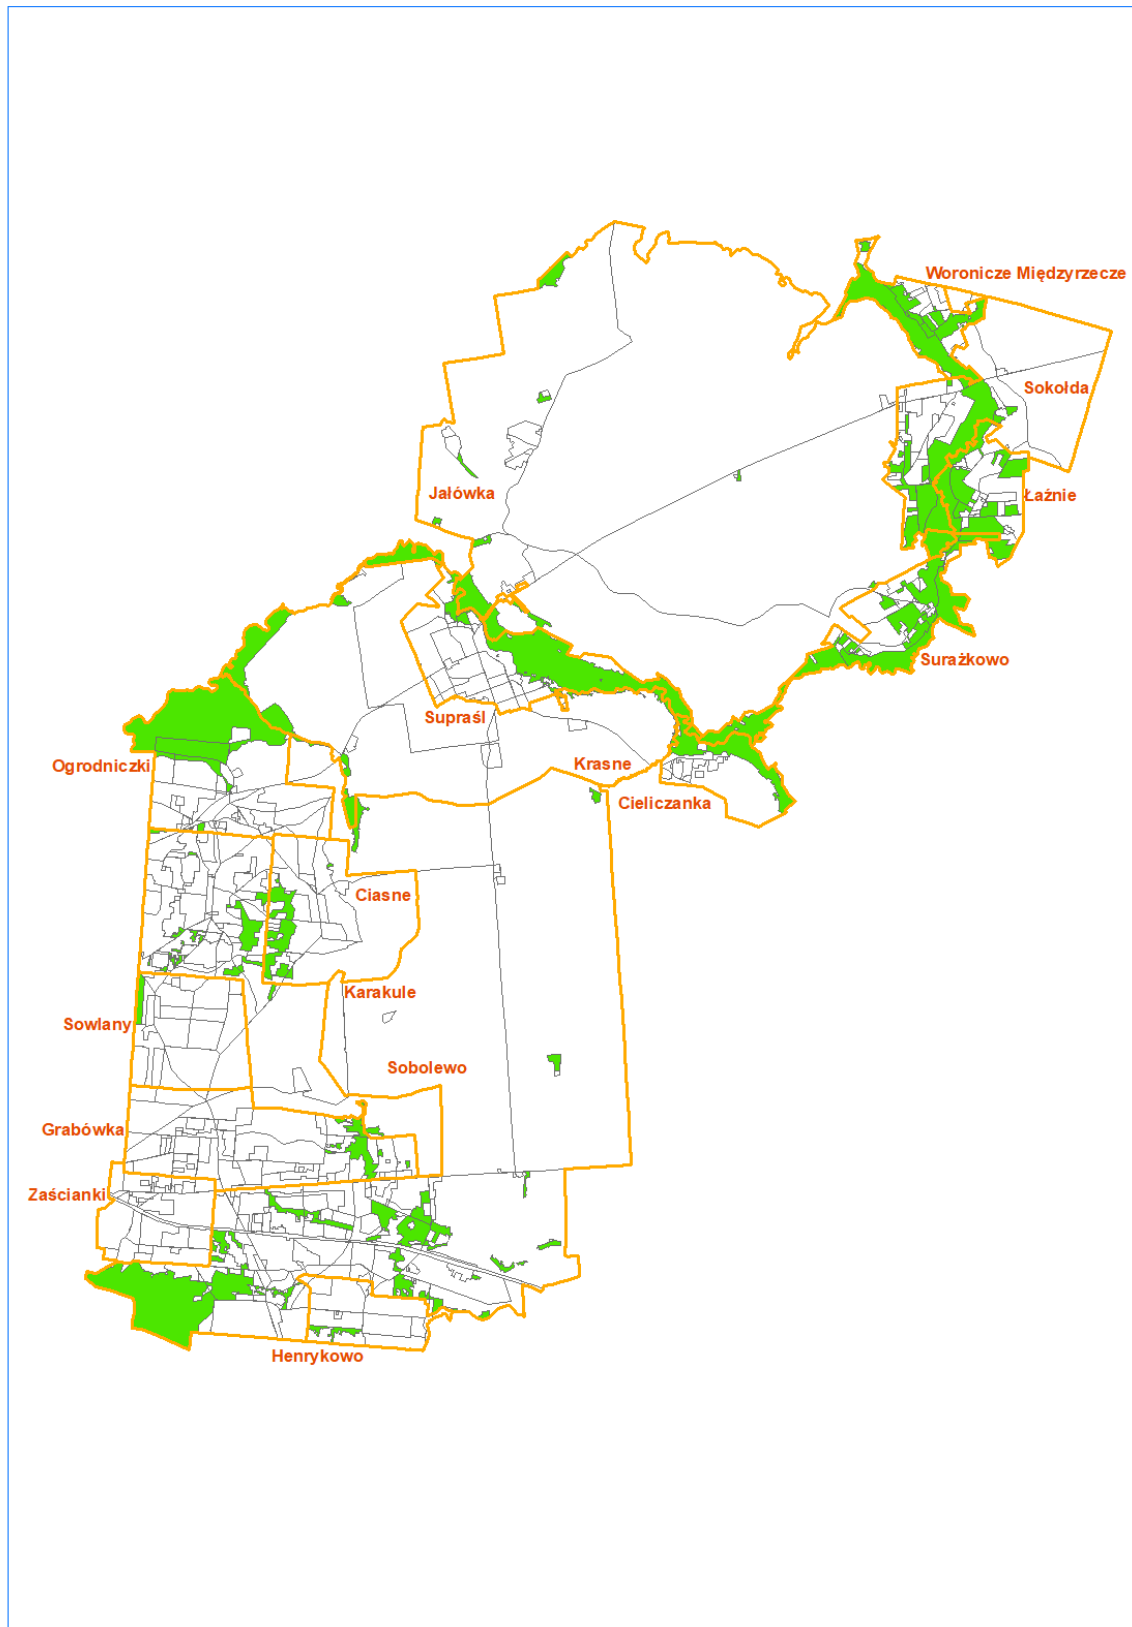 Woronicze Międzyrzecze
Sokołda
Jałówka
Łaźnie
Surażkowo
Supraśl
Ogrodniczki
Krasne
Cieliczanka
Ciasne
Karakule
Sowlany
Sobolewo
Grabówka
Zaścianki
Henrykowo